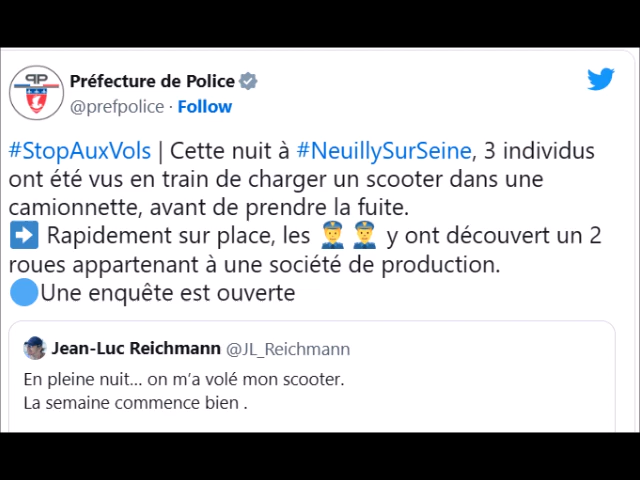 Préfecture de Police
@prefpolice · Follow
#StopAuxVols | Cette nuit à #NeuillySurSeine, 3 individus
ont été vus en train de charger un scooter dans une
camionnette, avant de prendre la fuite.
➡️ Rapidement sur place, les 👮‍♂️ 👮‍♂️ y ont découvert un 2
roues appartenant à une société de production.
🔵Une enquête est ouverte
Jean-Luc Reichmann @JL_Reichmann
En pleine nuit... on m'a volé mon scooter.
La semaine commence bien .